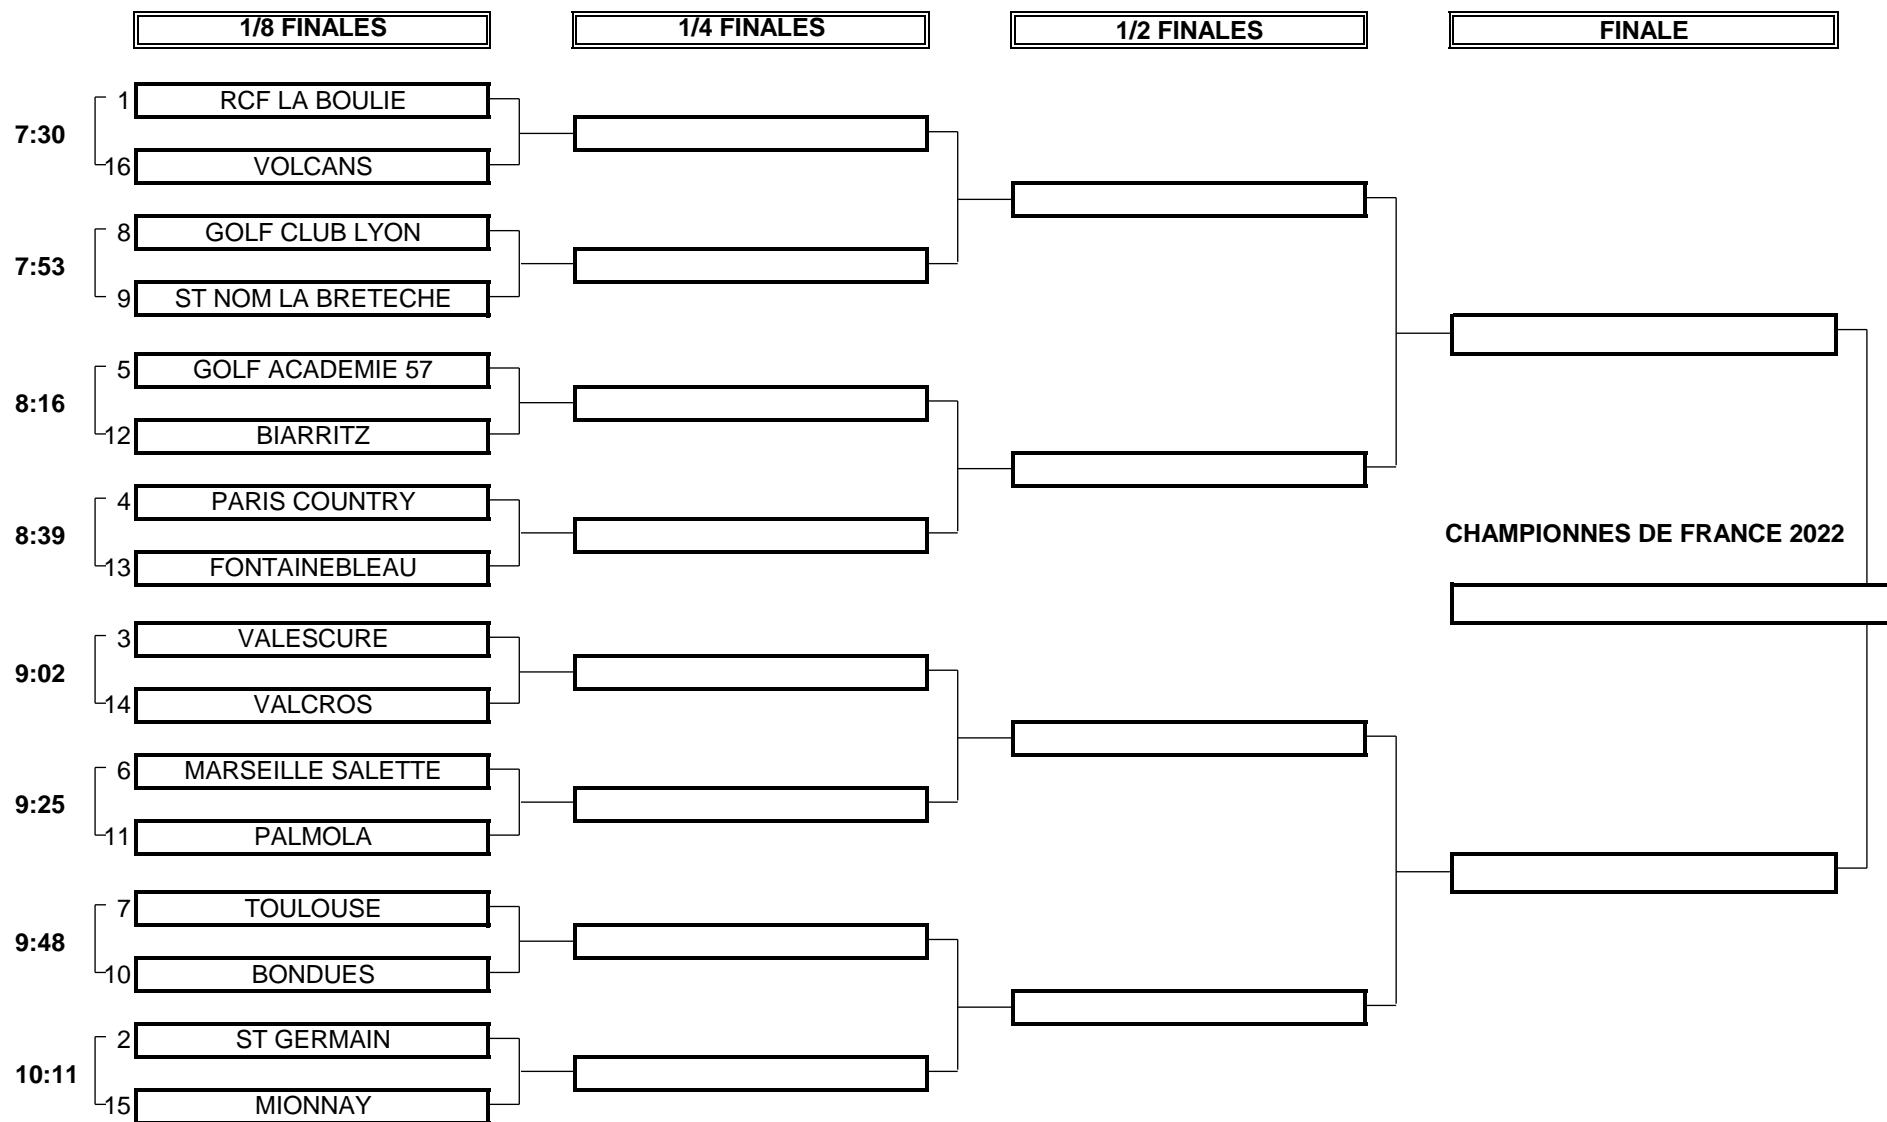 1/8 FINALES 1/4 FINALES 1/2 FINALES FINALE
1 RCF LA BOULIE
7:30
16 VOLCANS
8 GOLF CLUB LYON
7:53
9 ST NOM LA BRETECHE
5 GOLF ACADEMIE 57
8:16
12 BIARRITZ
4 PARIS COUNTRY
8:39 CHAMPIONNES DE FRANCE 2022
13 FONTAINEBLEAU
3 VALESCURE
9:02
14 VALCROS
6 MARSEILLE SALETTE
9:25
11 PALMOLA
7 TOULOUSE
9:48
10 BONDUES
2 ST GERMAIN
10:11
15 MIONNAY